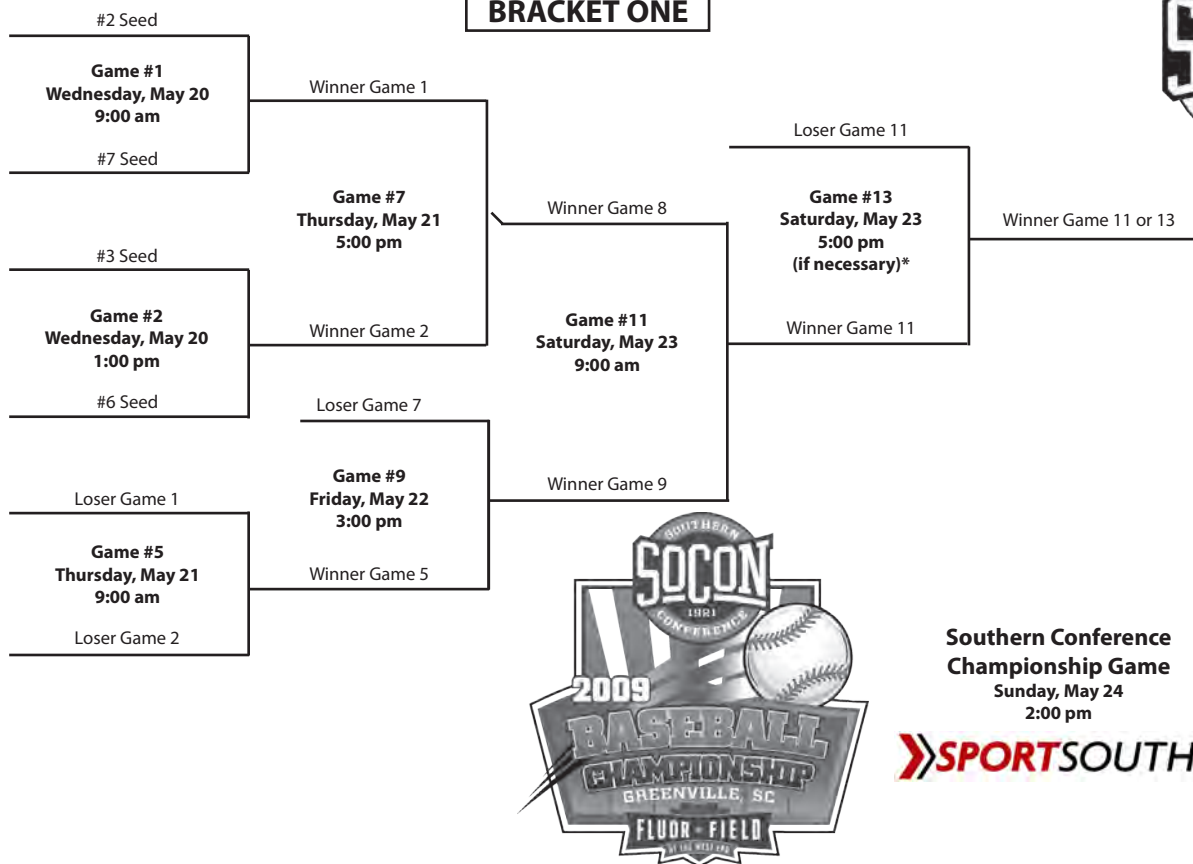 BRACKET ONE
#2 Seed
Game #1
Wednesday, May 20
9:00 am
#7 Seed
Winner Game 1
Game #7
Thursday, May 21
5:00 pm
Winner Game 2
#3 Seed
Game #2
Wednesday, May 20
1:00 pm
#6 Seed
Loser Game 1
Game #5
Thursday, May 21
9:00 am
Loser Game 2
Loser Game 7
Game #9
Friday, May 22
3:00 pm
Winner Game 5
Winner Game 8
Game #11
Saturday, May 23
9:00 am
Winner Game 9
Loser Game 11
Game #13
Saturday, May 23
5:00 pm
(if necessary)*
Winner Game 11
Winner Game 11 or 13
SOUTHERN
SOCON
1921
CONFERENCE
2009
BASEBALL
CHAMPIONSHIP
GREENVILLE, SC
FLUOR FIELD
AT THE WEST END
Southern Conference
Championship Game
Sunday, May 24
2:00 pm
SPORTSOUTH